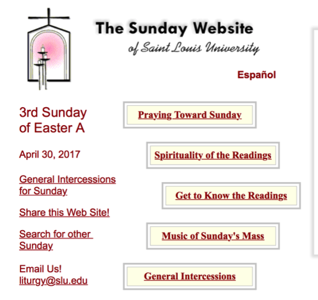 The Sunday Website
of Saint Louis University
Español
3rd Sunday
of Easter A
April 30, 2017
General Intercessions
for Sunday
Share this Web Site!
Search for other
Sunday
Email Us!
liturgy@slu.edu
Praying Toward Sunday
Spirituality of the Readings
Get to Know the Readings
Music of Sunday's Mass
General Intercessions